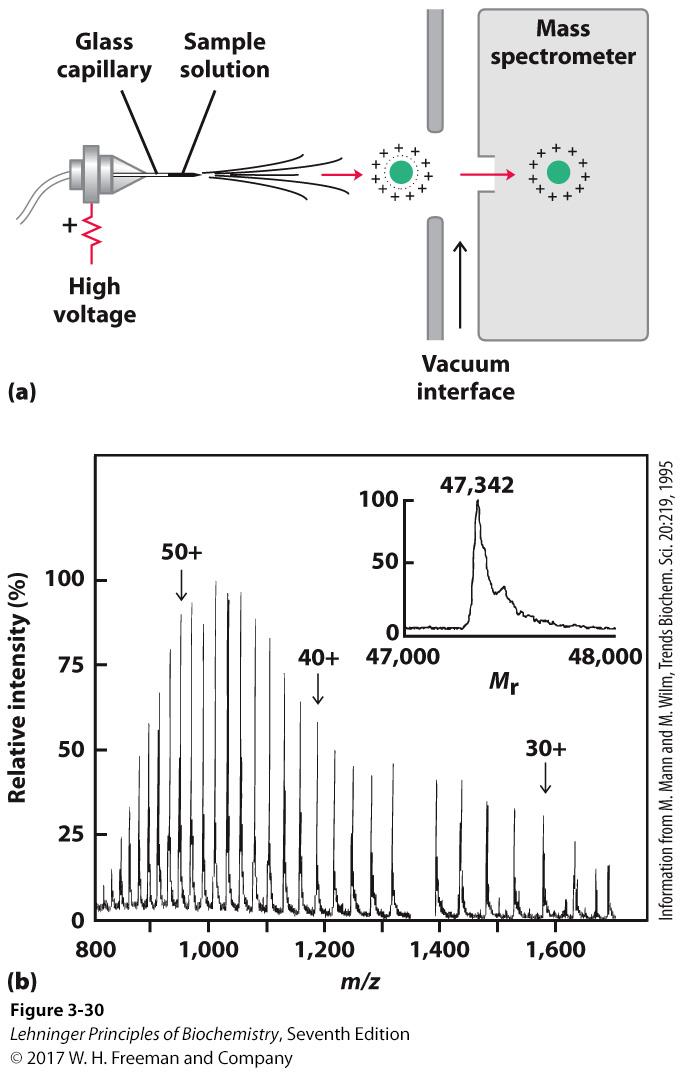 Glass
capillary
Sample
solution
Mass
spectrometer
+
High
voltage
Vacuum
interface
(a)
Relative intensity (%)
100
75
50
25
0
50+
40+
30+
47,342
100
50
0
47,000
48,000
Mr
800
1,000
1,200
1,400
1,600
m/z
(b)
Information from M. Mann and M. Wilm, Trends Biochem. Sci. 20:219, 1995
Figure 3-30
Lehninger Principles of Biochemistry, Seventh Edition
© 2017 W. H. Freeman and Company